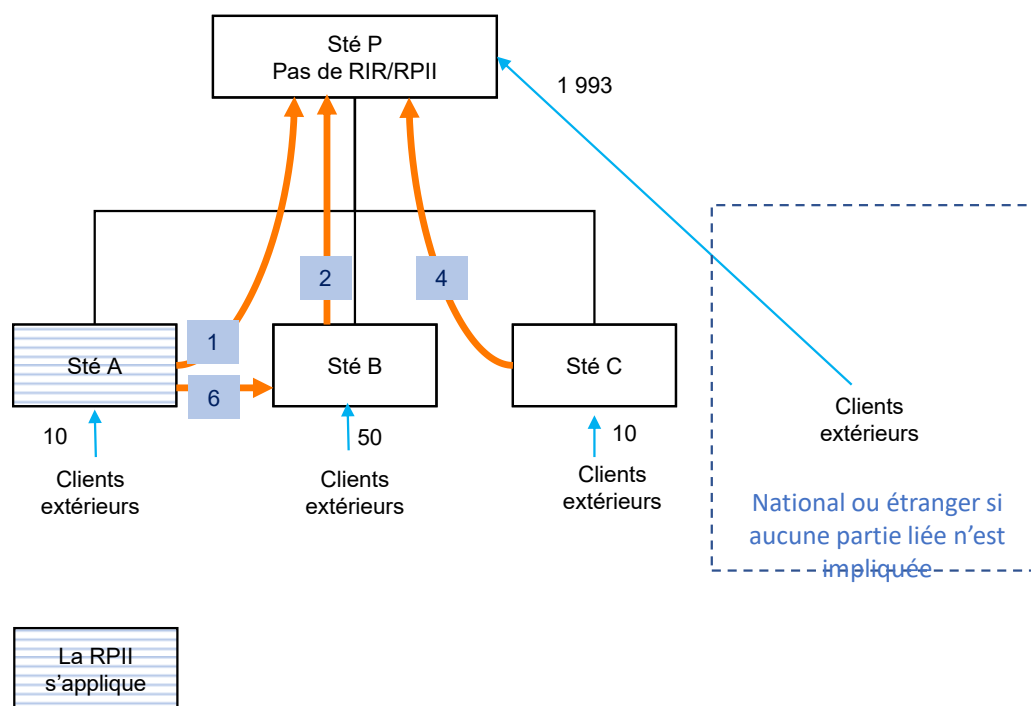 Sté P
Pas de RIR/RPII
1 993
2
4
1
Sté A
Sté B
Sté C
6
10
50
10
Clients
extérieurs
Clients
extérieurs
Clients
extérieurs
Clients
extérieurs
National ou étranger si
aucune partie liée n’est
impliquée
La RPII
s’applique